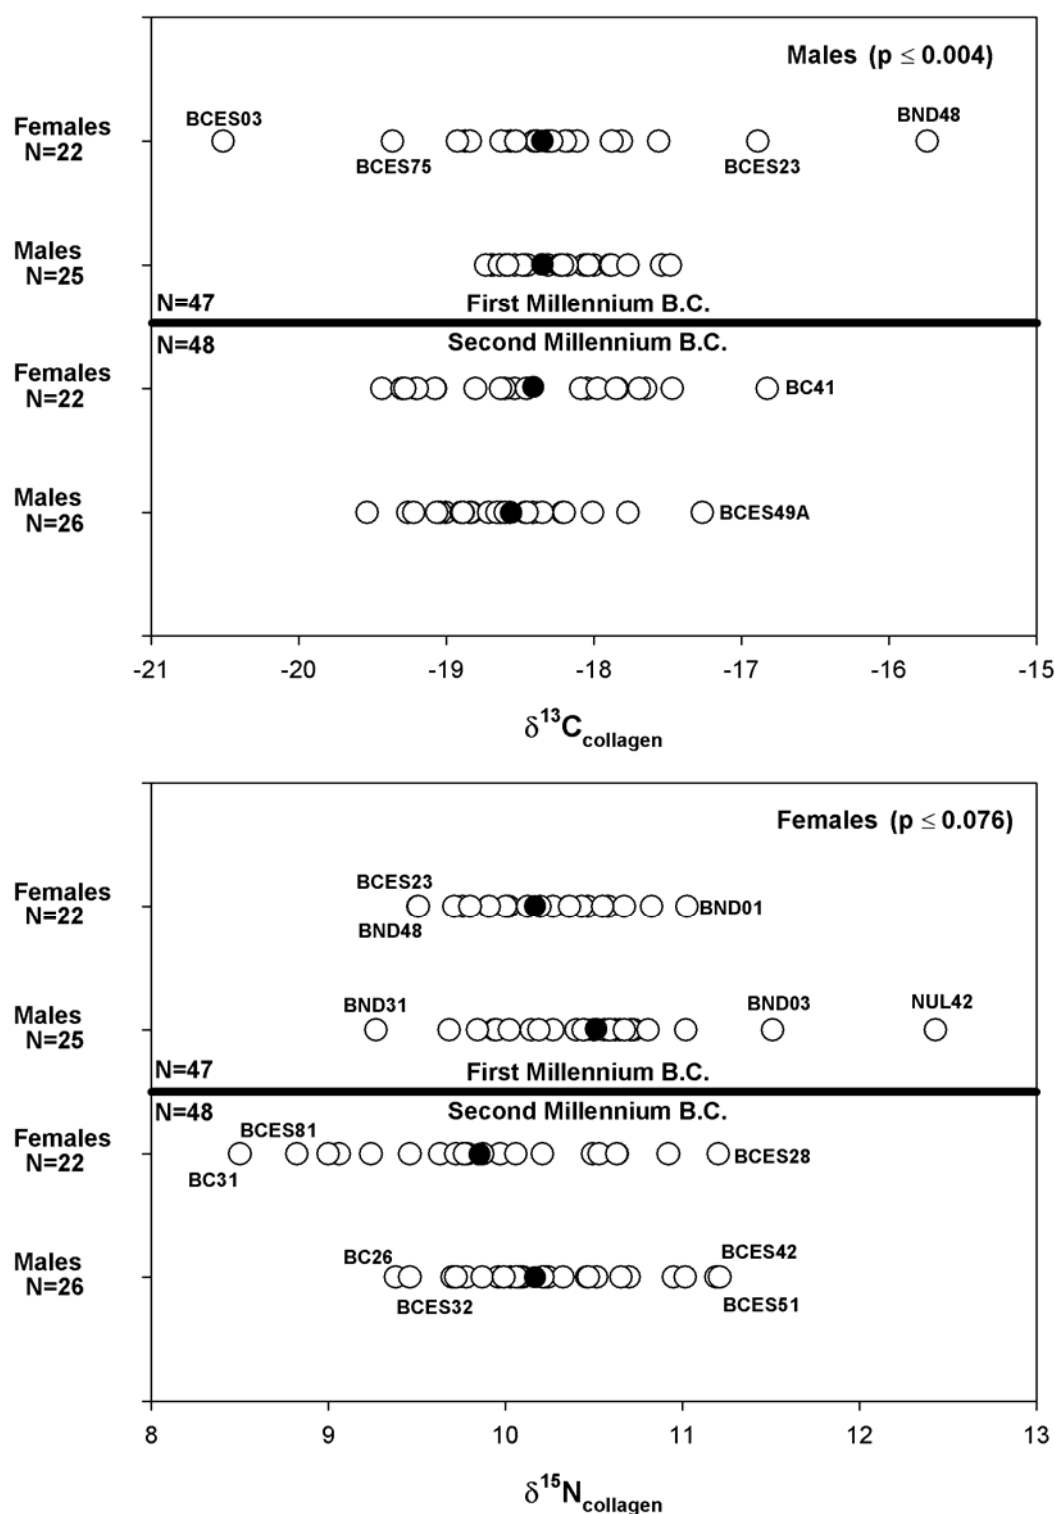 Males (p ≤ 0.004)
BCES03
BND48
Females
N=22
BCES75
BCES23
Males
N=25
N=47
First Millennium B.C.
N=48
Second Millennium B.C.
Females
N=22
BC41
Males
N=26
BCES49A
-21 -20 -19 -18 -17 -16 -15
δ13Ccollagen
Females (p ≤ 0.076)
BCES23
Females
N=22
BND01
BND48
BND31
BND03
NUL42
Males
N=25
N=47
First Millennium B.C.
N=48
Second Millennium B.C.
BCES81
Females
N=22
BCES28
BC31
BC26
BCES42
Males
N=26
BCES32
BCES51
8 9 10 11 12 13
δ15Ncollagen